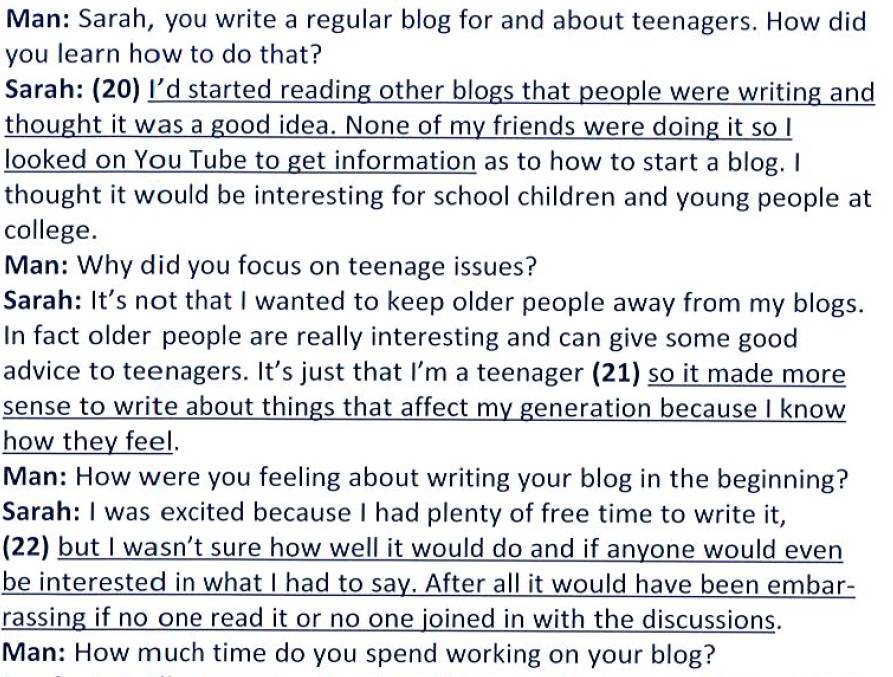 Man: Sarah, you write a regular blog for and about teenagers. How did
you learn how to do that?
Sarah: (20) I’d started reading other blogs that people were writing and
thought it was a good idea. None of my friends were doing it so I
looked on You Tube to get information as to how to start a blog. I
thought it would be interesting for school children and young people at
college.
Man: Why did you focus on teenage issues?
Sarah: It’s not that I wanted to keep older people away from my blogs.
In fact older people are really interesting and can give some good
advice to teenagers. It’s just that I’m a teenager (21) so it made more
sense to write about things that affect my generation because I know
how they feel.
Man: How were you feeling about writing your blog in the beginning?
Sarah: I was excited because I had plenty of free time to write it,
(22) but I wasn’t sure how well it would do and if anyone would even
be interested in what I had to say. After all it would have been embar-
rassing if no one read it or no one joined in with the discussions.
Man: How much time do you spend working on your blog?